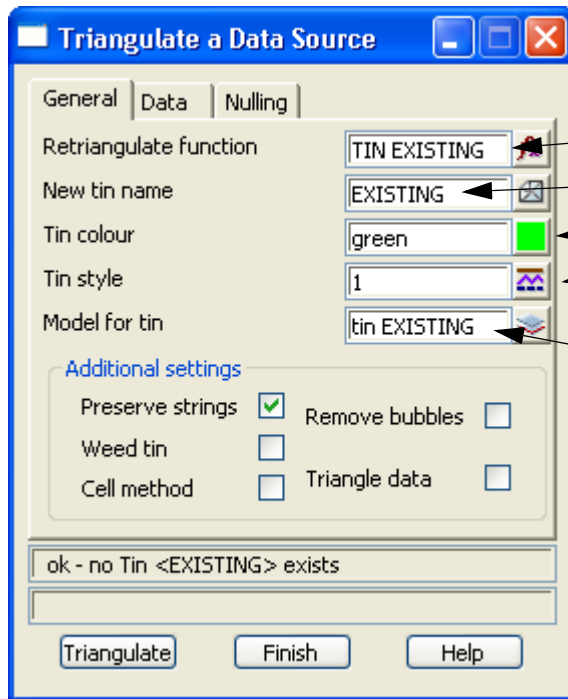 Triangulate a Data Source
General Data Nulling
Retriangulate function TIN EXISTING
New tin name EXISTING
Tin colour green
Tin style 1
Model for tin tin EXISTING
Additional settings
Preserve strings Remove bubbles
Weed tin
Cell method Triangle data
ok - no Tin <EXISTING> exists
Triangulate Finish Help